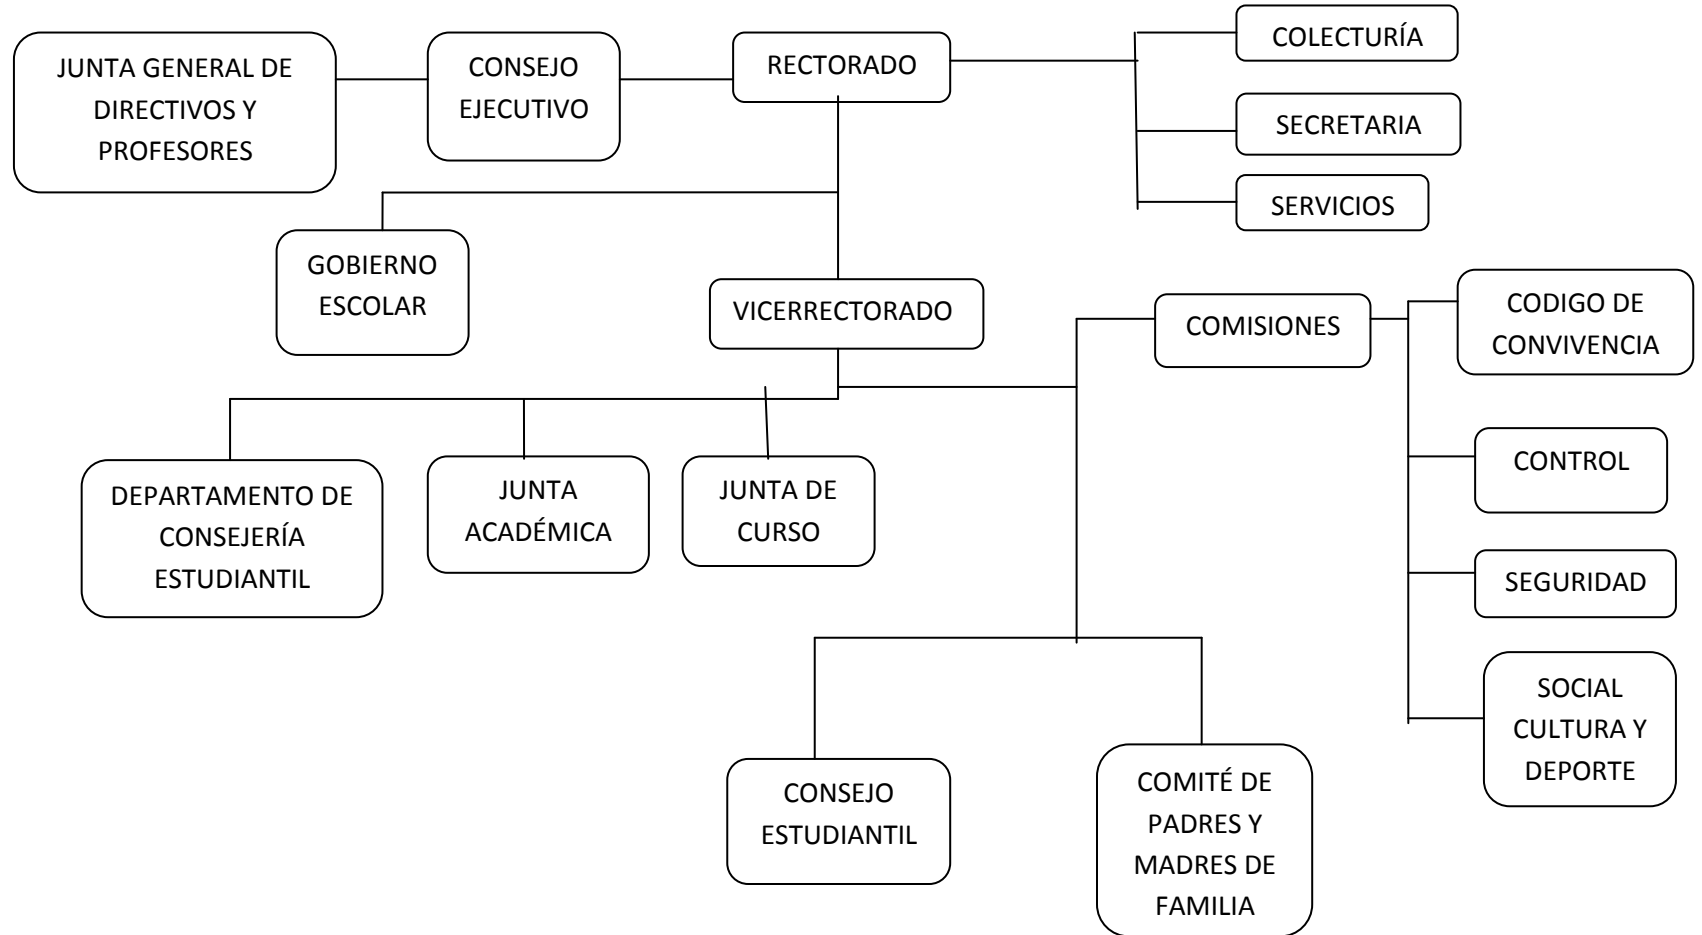 JUNTA GENERAL DE
DIRECTIVOS Y
PROFESORES
CONSEJO
EJECUTIVO
RECTORADO
COLECTURÍA
SECRETARIA
SERVICIOS
GOBIERNO
ESCOLAR
VICERRECTORADO
COMISIONES
CODIGO DE
CONVIVENCIA
CONTROL
SEGURIDAD
SOCIAL
CULTURA Y
DEPORTE
DEPARTAMENTO DE
CONSEJERÍA
ESTUDIANTIL
JUNTA
ACADÉMICA
JUNTA DE
CURSO
CONSEJO
ESTUDIANTIL
COMITÉ DE
PADRES Y
MADRES DE
FAMILIA